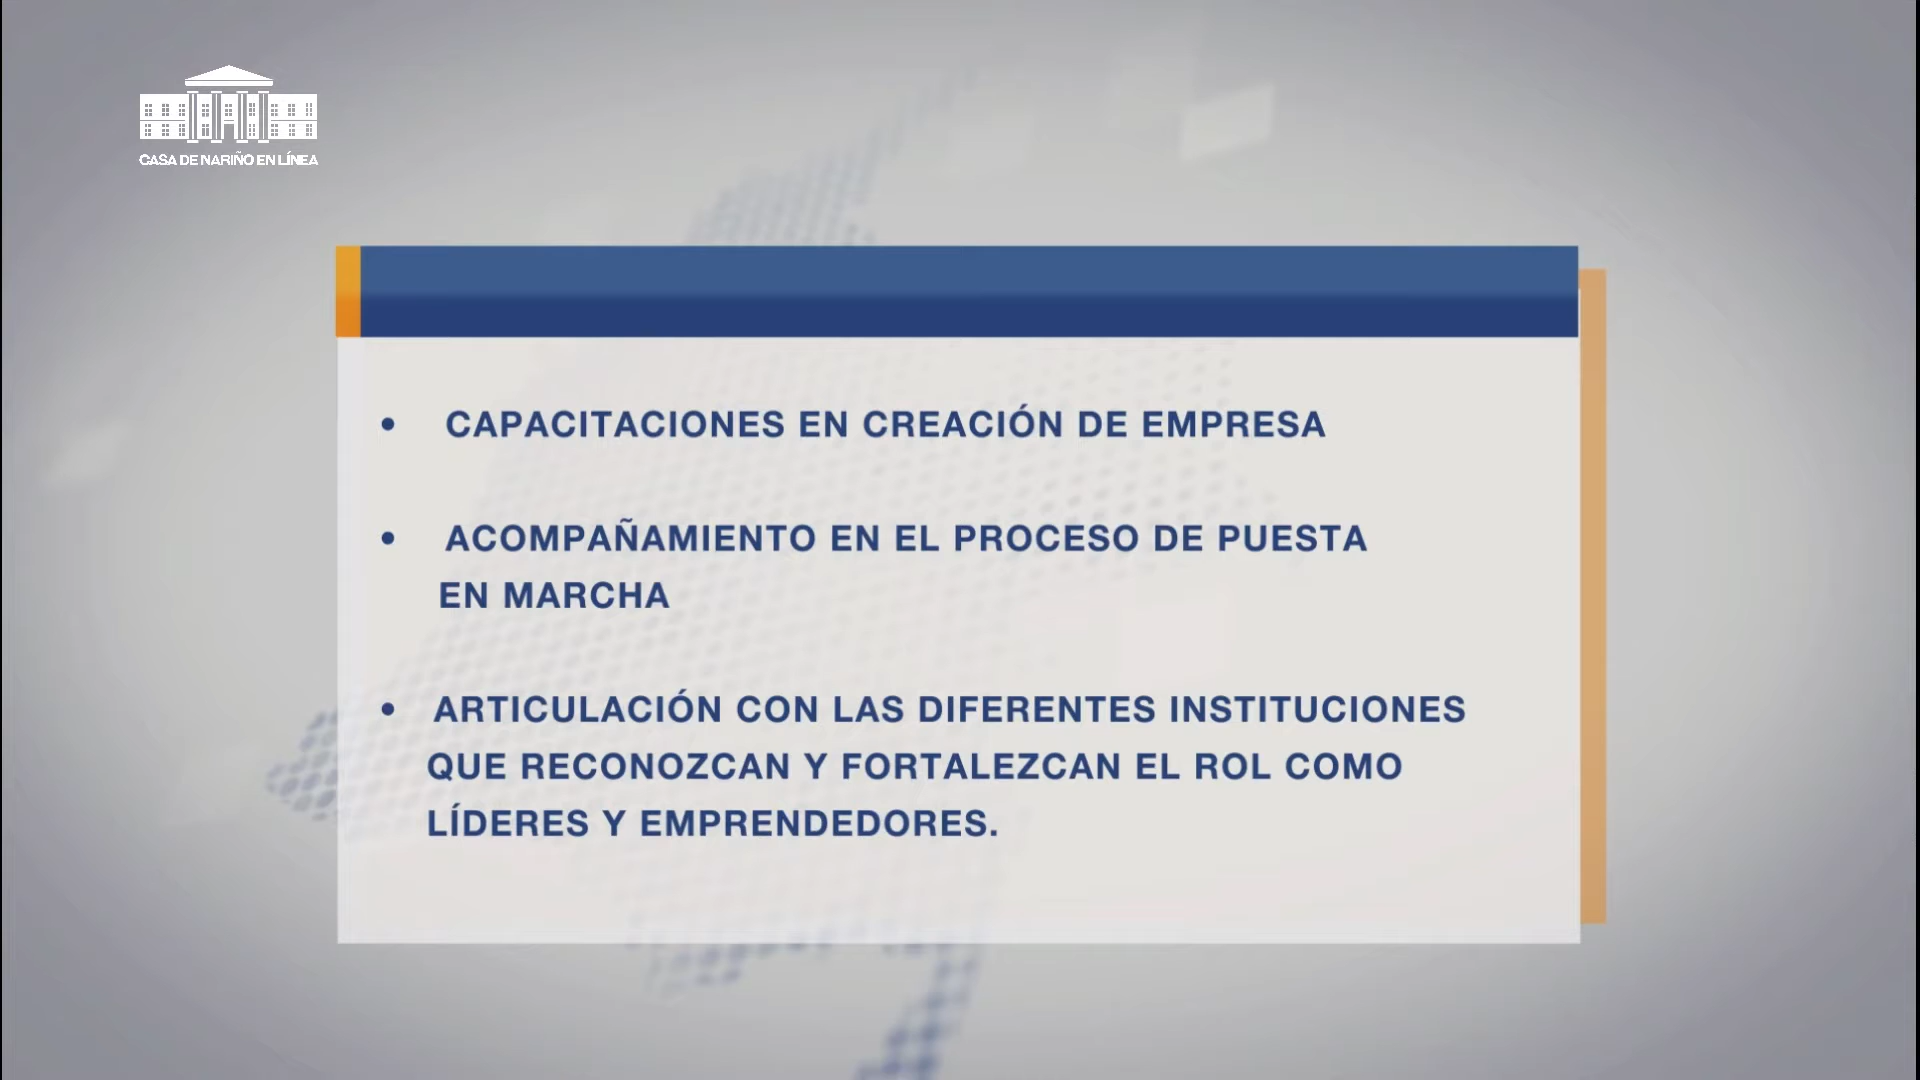 CASA DE NARIÑO EN LÍNEA
• CAPACITACIONES EN CREACIÓN DE EMPRESA
• ACOMPAÑAMIENTO EN EL PROCESO DE PUESTA
EN MARCHA
• ARTICULACIÓN CON LAS DIFERENTES INSTITUCIONES
QUE RECONOZCAN Y FORTALEZCAN EL ROL COMO
LÍDERES Y EMPRENDEDORES.